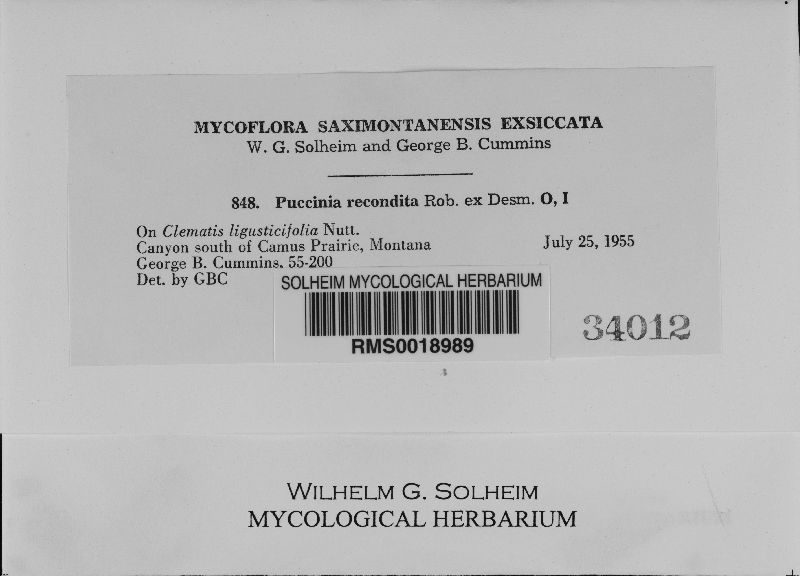 MYCOFLORA SAXIMONTANENSIS EXSICCATA
W. G. Solheim and George B. Cummins
848. Puccinia recondita Rob. ex Desm. O, I
On Clematis ligusticifolia Nutt.
Canyon south of Camus Prairie, Montana July 25, 1955
George B. Cummins. 55-200
Det. by GBC
SOLHEIM MYCOLOGICAL HERBARIUM
RMS0018989
34012
WILHELM G. SOLHEIM
MYCOLOGICAL HERBARIUM